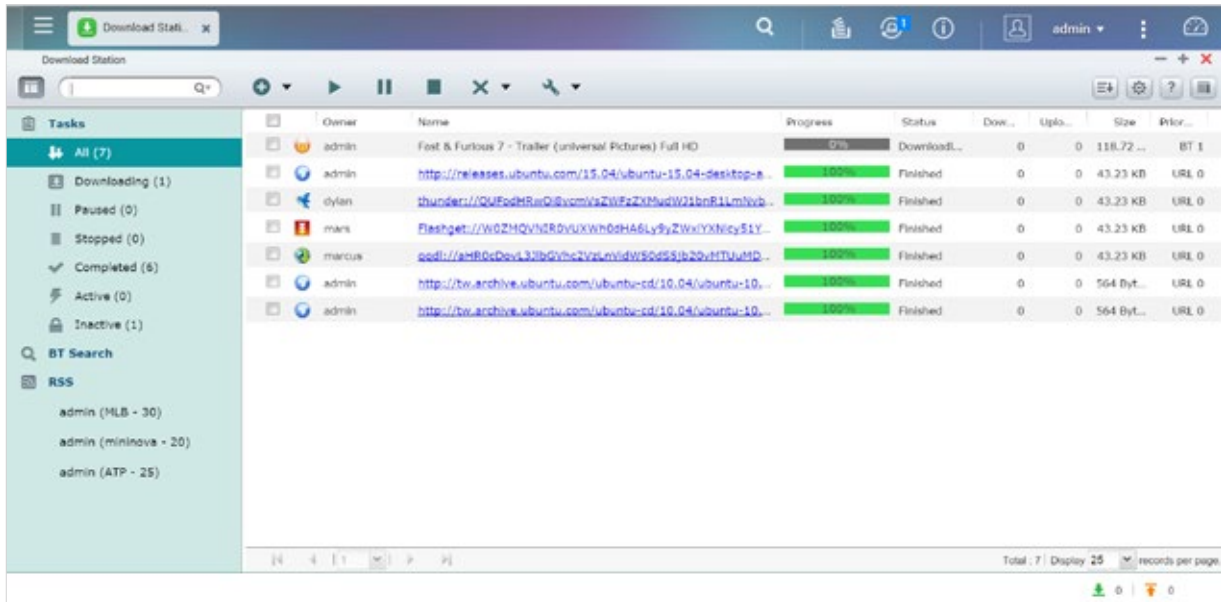 Download Stati.. x
admin
1
Download Station
Tasks
All (7)
Downloading (1)
Paused (0)
Stopped (0)
Completed (6)
Active (0)
Inactive (1)
BT Search
RSS
admin (MLB - 30)
admin (mininova - 20)
admin (ATP - 25)
Owner Name Progress Status Dow... Uplo... Size Prior...
admin Fast & Furious 7 - Trailer (universal Pictures) Full HD 0% Downloadi... 0 0 118.72 ... BT 1
admin http://releases.ubuntu.com/15.04/ubuntu-15.04-desktop-a... 100% Finished 0 0 43.23 KB URL 0
dylan 100% Finished 0 0 43.23 KB URL 0
mars 100% Finished 0 0 43.23 KB URL 0
marcus 100% Finished 0 0 43.23 KB URL 0
admin http://tw.archive.ubuntu.com/ubuntu-cd/10.04/ubuntu-10.... 100% Finished 0 0 564 Byt... URL 0
admin http://tw.archive.ubuntu.com/ubuntu-cd/10.04/ubuntu-10.... 100% Finished 0 0 564 Byt... URL 0
1
Total : 7 | Display 25 records per page.
0 | 0